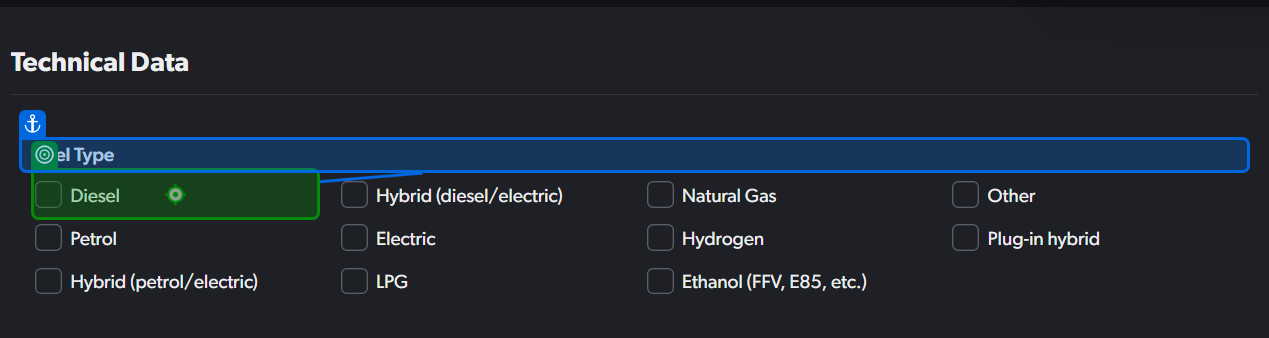 Technical Data
el Type
Diesel
Hybrid (diesel/electric)
Natural Gas
Other
Petrol
Electric
Hydrogen
Plug-in hybrid
Hybrid (petrol/electric)
LPG
Ethanol (FFV, E85, etc.)